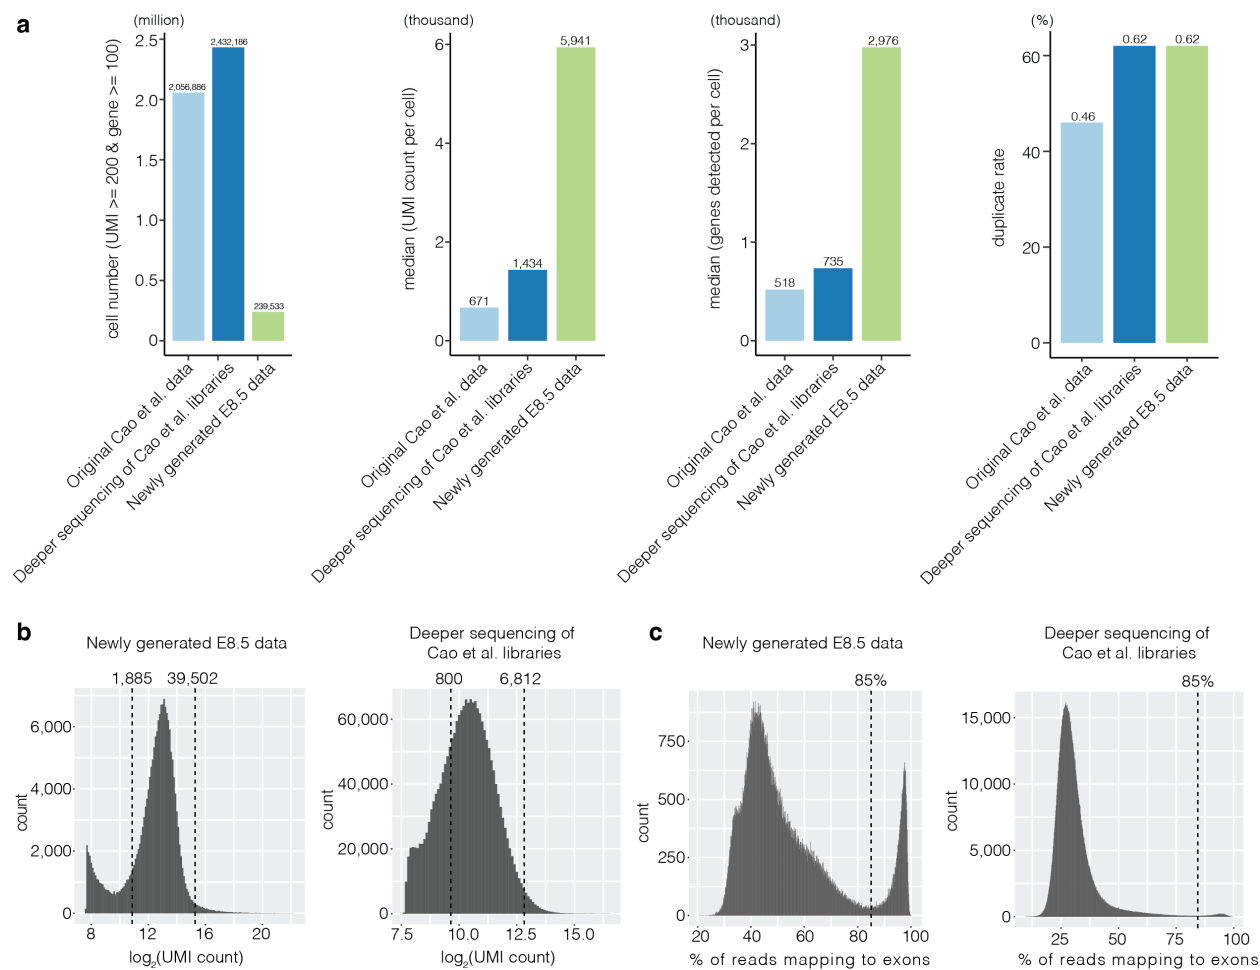 a
(million)
cell number (UMI >= 200 & gene >= 100)
2.5
2.0
1.5
1.0
0.5
0
2,056,886
2,432,186
239,533
Original Cao et al. data
Deeper sequencing of Cao et al. libraries
Newly generated E8.5 data
(thousand)
median (UMI count per cell)
6
4
2
0
671
1,434
5,941
Original Cao et al. data
Deeper sequencing of Cao et al. libraries
Newly generated E8.5 data
(thousand)
median (genes detected per cell)
3
2
1
0
518
735
2,976
Original Cao et al. data
Deeper sequencing of Cao et al. libraries
Newly generated E8.5 data
(%)
duplicate rate
60
40
20
0
0.46
0.62
0.62
Original Cao et al. data
Deeper sequencing of Cao et al. libraries
Newly generated E8.5 data
b
Newly generated E8.5 data
1,885 39,502
count
6,000
4,000
2,000
0
8 12 16 20
log2(UMI count)
Deeper sequencing of
Cao et al. libraries
800 6,812
count
60,000
40,000
20,000
0
7.5 10.0 12.5 15.0
log2(UMI count)
c
Newly generated E8.5 data
85%
count
750
500
250
0
20 40 60 80 100
% of reads mapping to exons
Deeper sequencing of
Cao et al. libraries
85%
count
15,000
10,000
5,000
0
25 50 75 100
% of reads mapping to exons